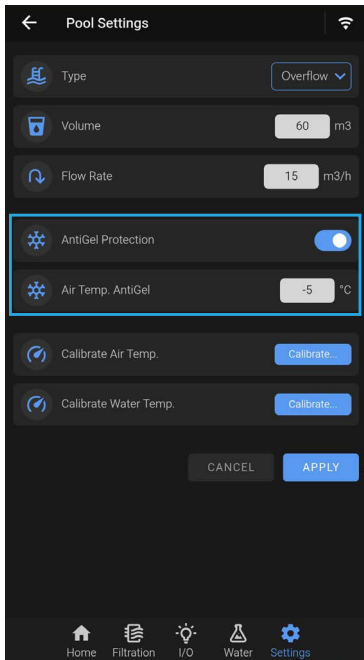 Pool Settings
Type Overflow
Volume 60 m3
Flow Rate 15 m3/h
AntiGel Protection
Air Temp. AntiGel -5 °C
Calibrate Air Temp. Calibrate...
Calibrate Water Temp. Calibrate...
CANCEL APPLY
Home Filtration I/O Water Settings